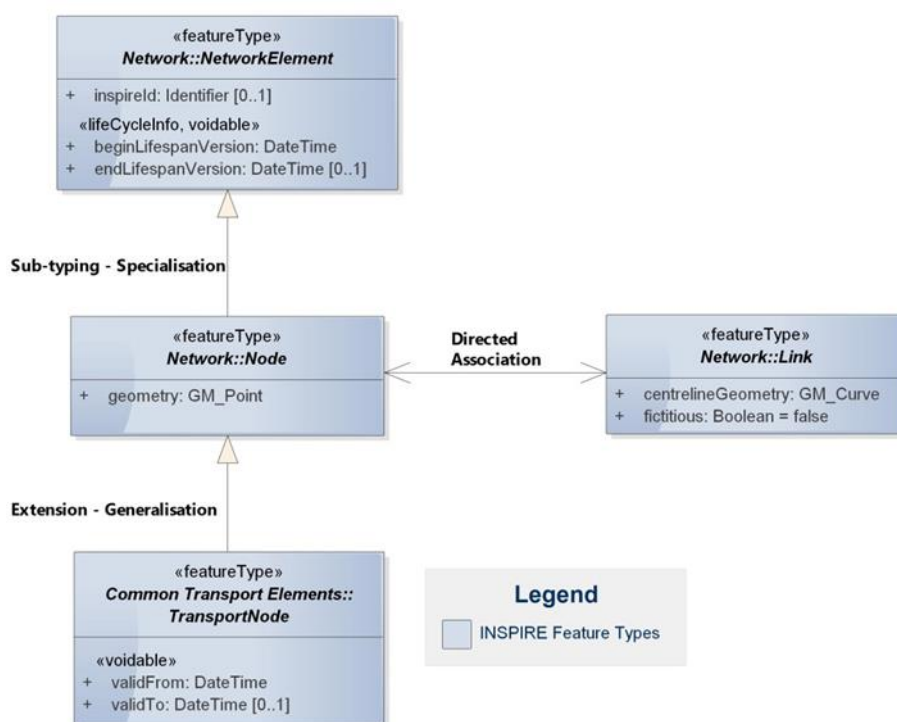 «featureType»
Network::NetworkElement
+ inspireId: Identifier [0..1]
«lifeCycleInfo, voidable»
+ beginLifespanVersion: DateTime
+ endLifespanVersion: DateTime [0..1]
Sub-typing - Specialisation
«featureType»
Network::Node
+ geometry: GM_Point
Directed
Association
«featureType»
Network::Link
+ centrelineGeometry: GM_Curve
+ fictitious: Boolean = false
Extension - Generalisation
«featureType»
Common Transport Elements::
TransportNode
«voidable»
+ validFrom: DateTime
+ validTo: DateTime [0..1]
Legend
INSPIRE Feature Types